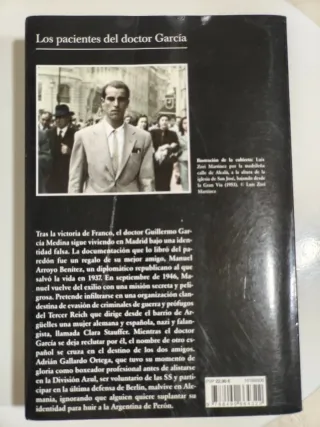 Los pacientes del doctor García
Ilustración de la cubierta: Luis
Zoré Martínez por la madrileña
calle de Alcalá, a la altura de la
iglesia de San José, bajando desde
la Gran Vía (1953). © Luis Zoré
Martínez
Tras la victoria de Franco, el doctor Guillermo Gar-
cía Medina sigue viviendo en Madrid bajo una iden-
tidad falsa. La documentación que lo libró del pa-
redón fue un regalo de su mejor amigo, Manuel
Arroyo Benítez, un diplomático republicano al que
salvó la vida en 1937. En septiembre de 1946, Ma-
nuel vuelve del exilio con una misión secreta y peli-
grosa. Pretende infiltrarse en una organización clan-
destina de evasión de criminales de guerra y prófugos
del Tercer Reich que dirige desde el barrio de Ar-
güelles una mujer alemana y española, nazi y falan-
gista, llamada Clara Stauffer. Mientras el doctor
García se deja reclutar por él, el nombre de otro espa-
ñol se cruza en el destino de los dos amigos.
Adrián Gallardo Ortega, que tuvo su momento de
gloria como boxeador profesional antes de alistarse
en la División Azul, ser voluntario de las SS y parti-
cipar en la última defensa de Berlín, malvive en Ale-
mania, ignorando que alguien quiere suplantar su
identidad para huir a la Argentina de Perón.